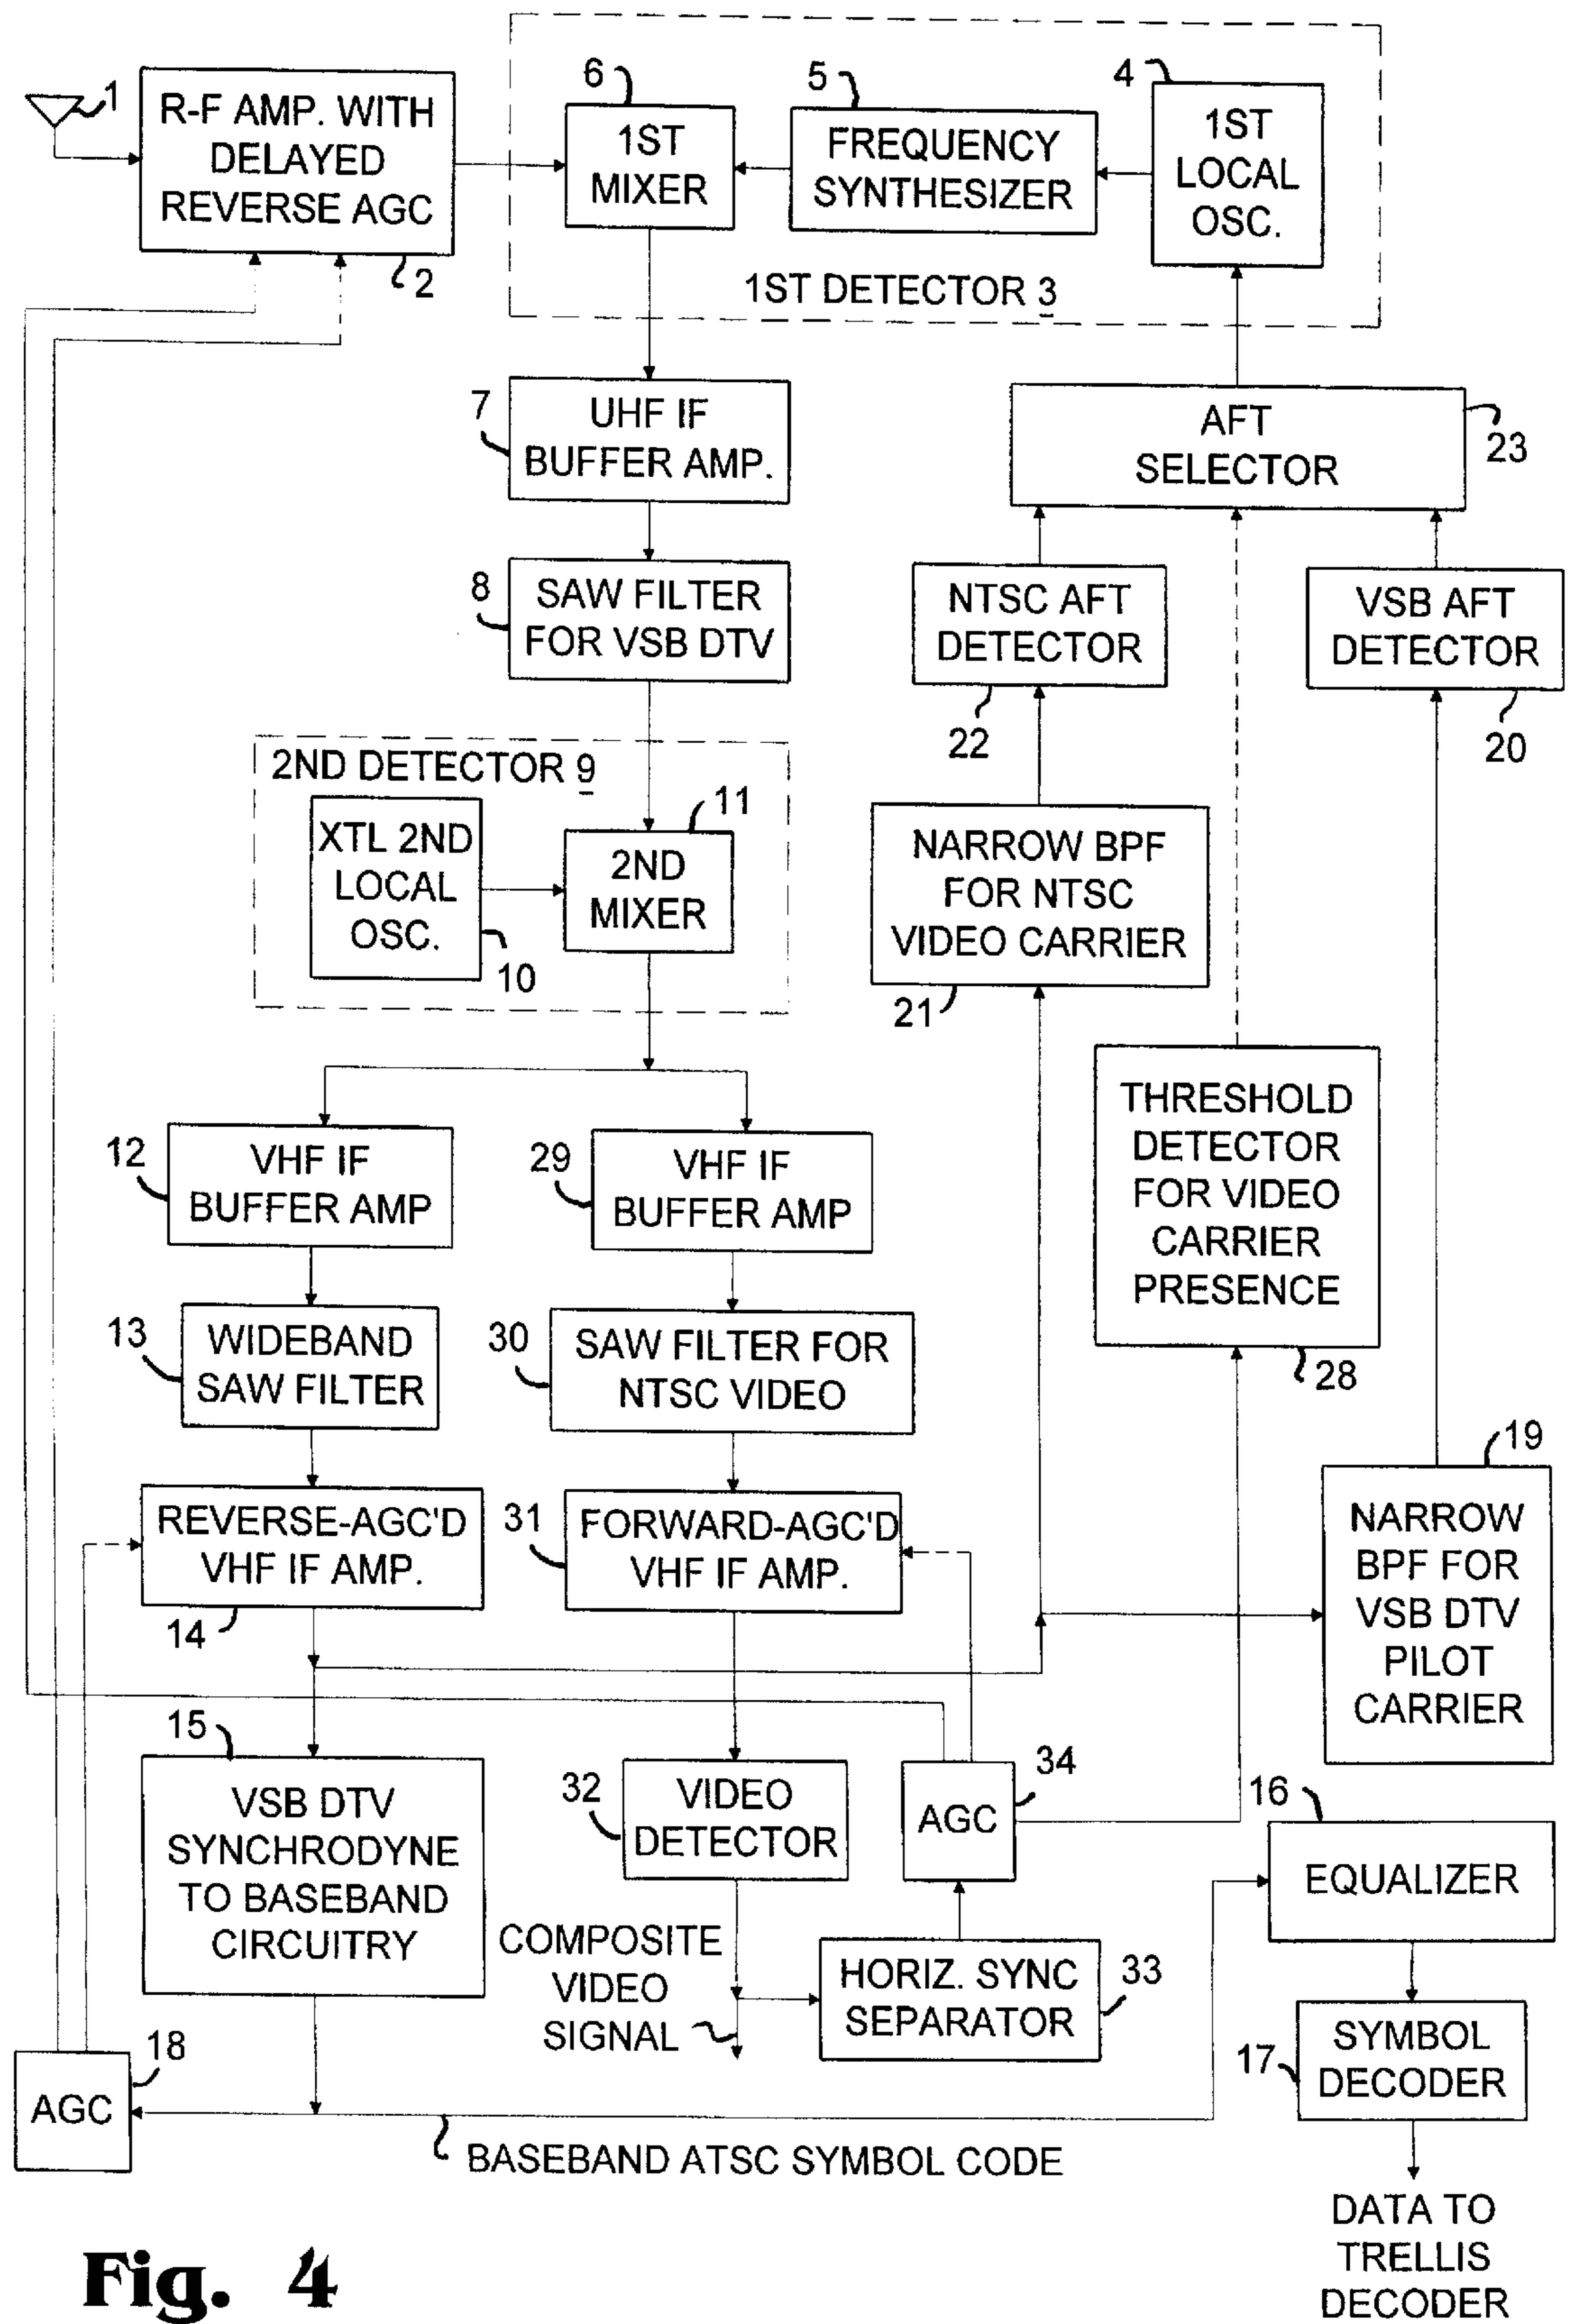 1
R-F AMP. WITH
DELAYED
REVERSE AGC
2
6
1ST
MIXER
5
FREQUENCY
SYNTHESIZER
4
1ST
LOCAL
OSC.
1ST DETECTOR 3
7
UHF IF
BUFFER AMP.
AFT
SELECTOR
23
8
SAW FILTER
FOR VSB DTV
NTSC AFT
DETECTOR
22
VSB AFT
DETECTOR
20
2ND DETECTOR 9
XTL 2ND
LOCAL
OSC.
10
11
2ND
MIXER
NARROW BPF
FOR NTSC
VIDEO CARRIER
21
THRESHOLD
DETECTOR
FOR VIDEO
CARRIER
PRESENCE
28
12
VHF IF
BUFFER AMP
29
VHF IF
BUFFER AMP
13
WIDEBAND
SAW FILTER
30
SAW FILTER FOR
NTSC VIDEO
REVERSE-AGC'D
VHF IF AMP.
14
31
FORWARD-AGC'D
VHF IF AMP.
19
NARROW
BPF FOR
VSB DTV
PILOT
CARRIER
15
VSB DTV
SYNCHRODYNE
TO BASEBAND
CIRCUITRY
32
VIDEO
DETECTOR
34
AGC
16
EQUALIZER
COMPOSITE
VIDEO
SIGNAL
HORIZ. SYNC
SEPARATOR
33
17
SYMBOL
DECODER
18
AGC
BASEBAND ATSC SYMBOL CODE
DATA TO
TRELLIS
DECODER
Fig. 4